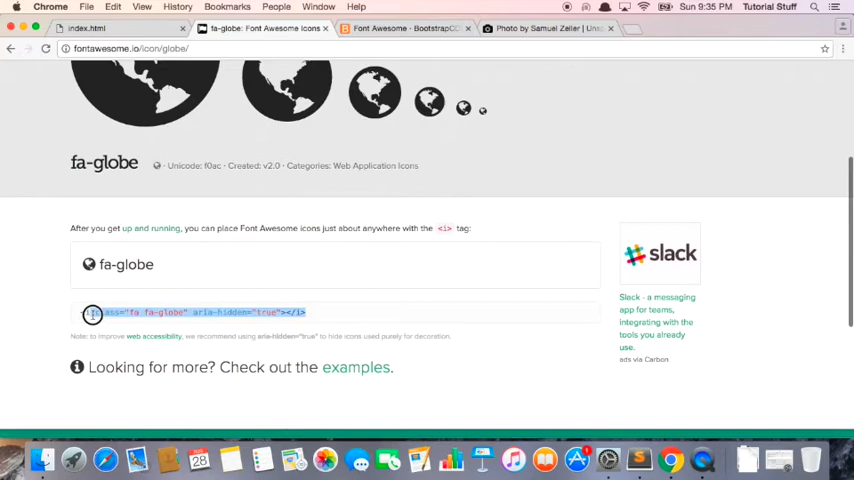 Chrome File Edit View History Bookmarks People Window Help Sun 9:35 PM Tutorial Stuff
index.html fa-globe: Font Awesome Icons Font Awesome · BootstrapCD Photo by Samuel Zeller | Uns
fontawesome.io/icon/globe/
fa-globe · Unicode: f0ac · Created: v2.0 · Categories: Web Application Icons
After you get up and running, you can place Font Awesome icons just about anywhere with the <i> tag:
fa-globe
class="fa fa-globe" aria-hidden="true"></i>
Note: to improve web accessibility, we recommend using aria-hidden="true" to hide icons used purely for decoration.
Looking for more? Check out the examples.
slack
Slack - a messaging
app for teams,
integrating with the
tools you already
use.
ads via Carbon
AUG
28
1